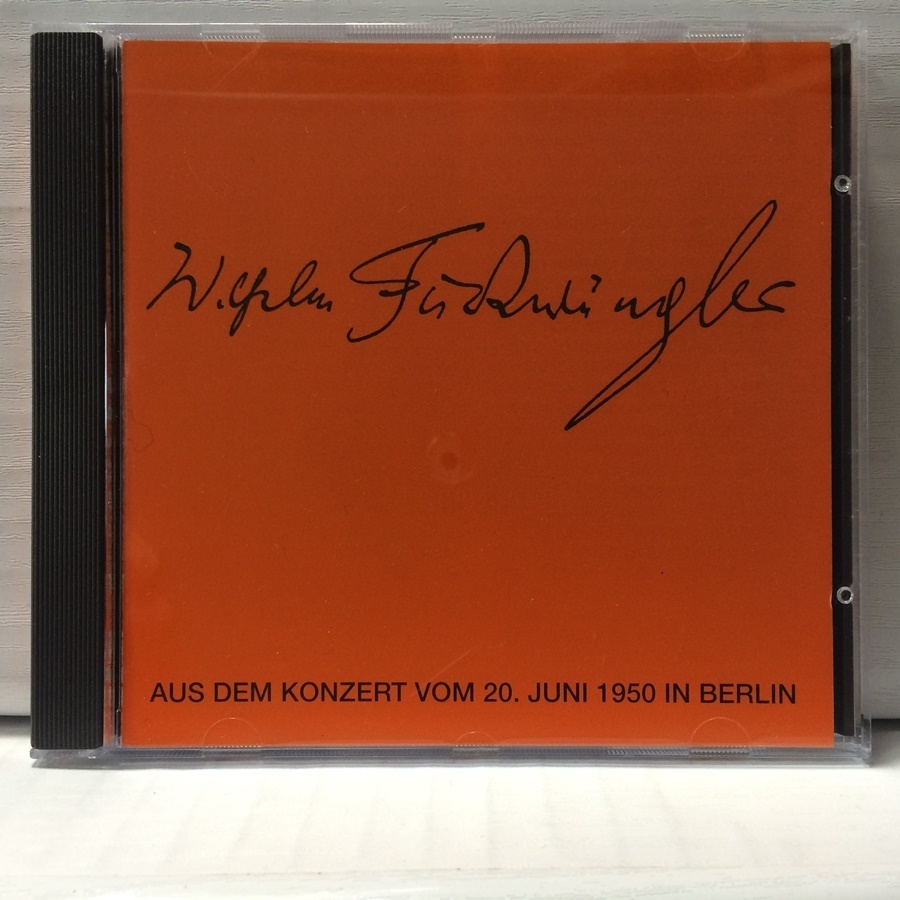 Wilhelm Furtwängler
AUS DEM KONZERT VOM 20. JUNI 1950 IN BERLIN